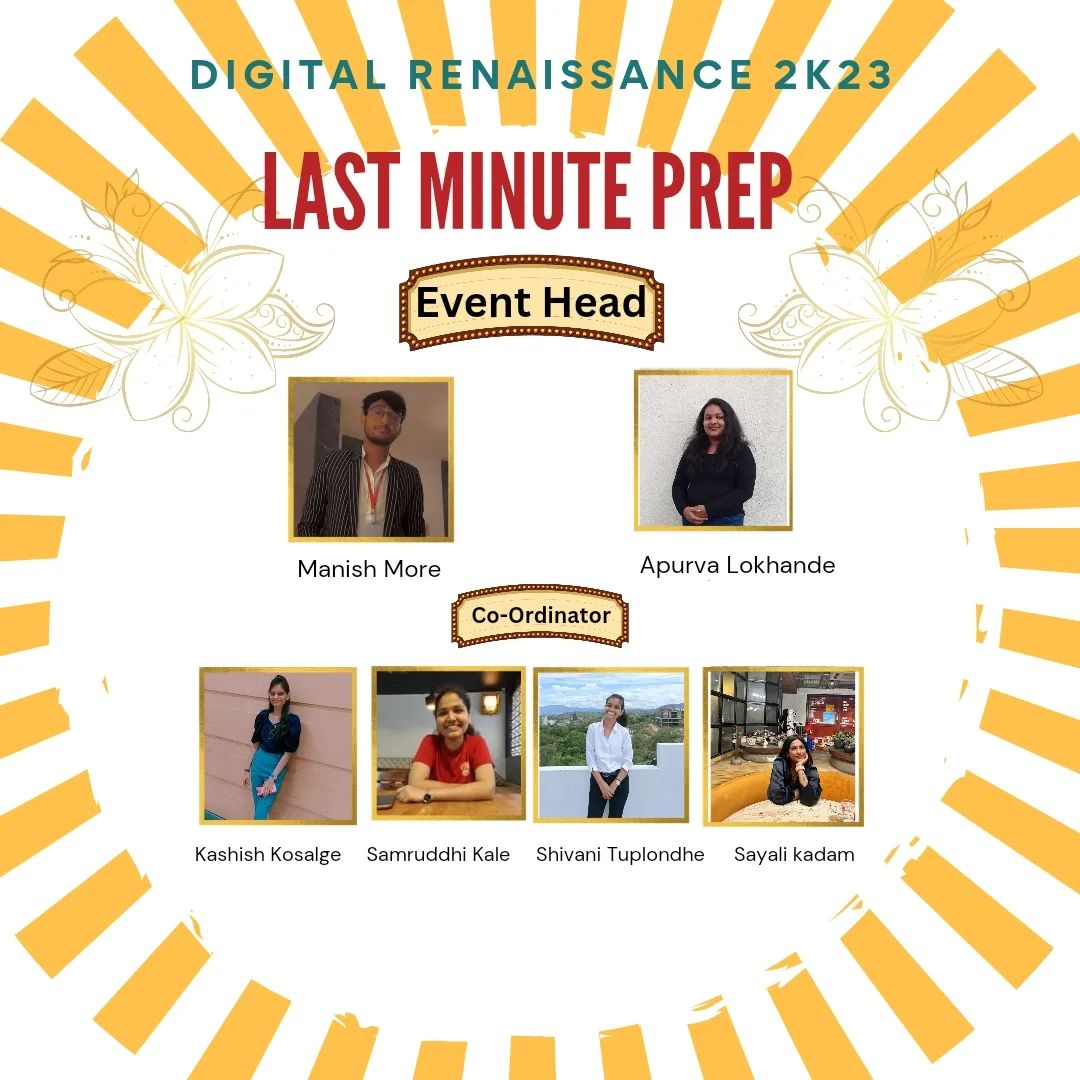 DIGITAL RENAISSANCE 2K23
LAST MINUTE PREP
Event Head
Manish More
Apurva Lokhande
Co-Ordinator
Kashish Kosalge
Samruddhi Kale
Shivani Tuplondhe
Sayali kadam